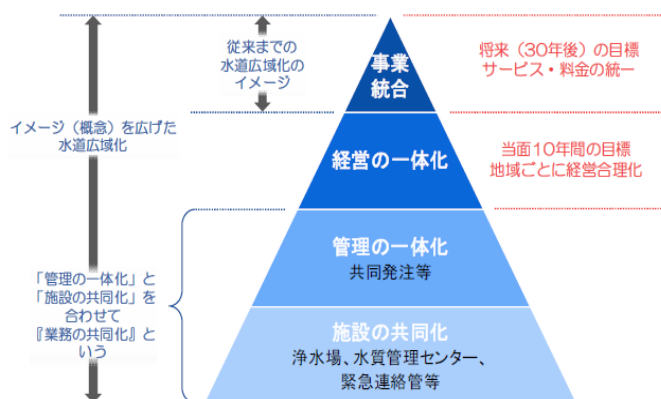 従来までの
水道広域化の
イメージ
イメージ（概念）を広げた
水道広域化
「管理の一体化」と
「施設の共同化」を
合わせて
『業務の共同化』と
いう
事業
統合
経営の一体化
管理の一体化
共同発注等
施設の共同化
浄水場、水質管理センター、
緊急連絡管等
将来（30年後）の目標
サービス・料金の統一
当面10年間の目標
地域ごとに経営合理化